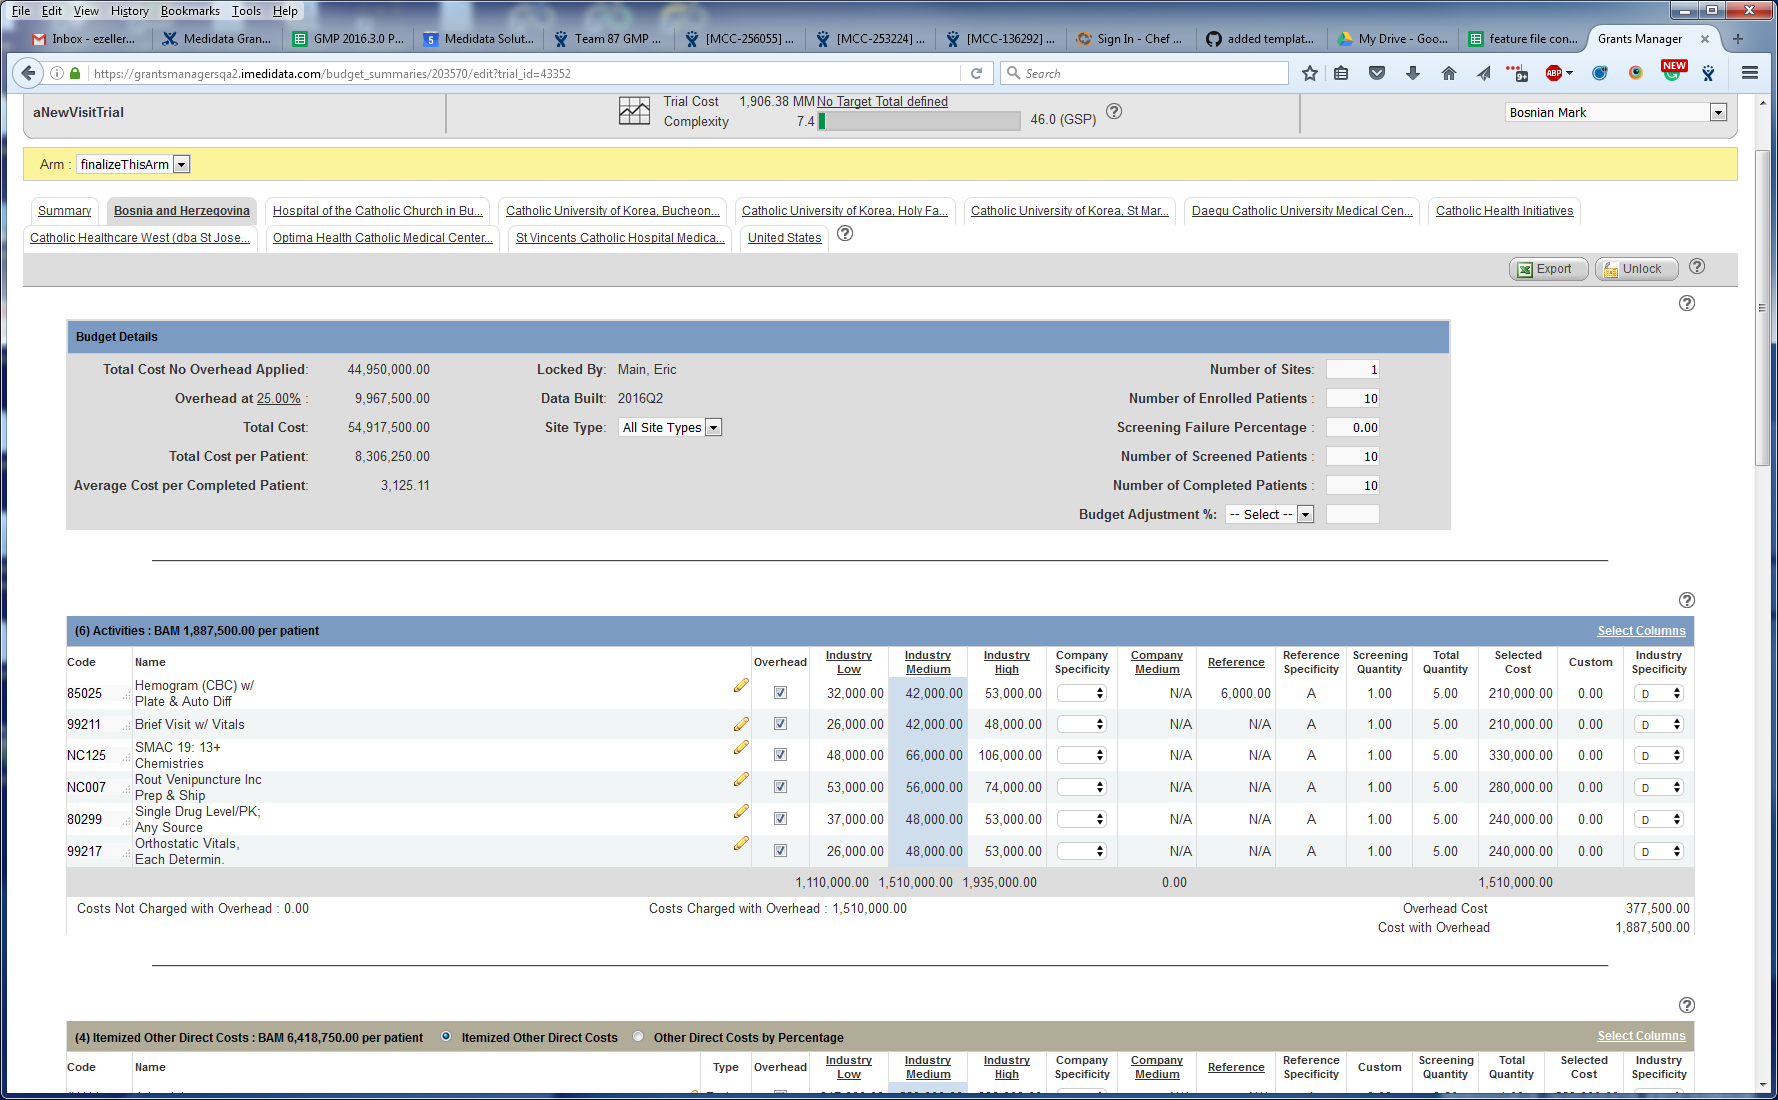 File Edit View History Bookmarks Tools Help
Inbox - ezeller... Medidata Gran... GMP 2016.3.0 P... Medidata Solut... Team 87 GMP ... [MCC-256055] ... [MCC-253224] ... [MCC-136292] ... Sign In - Chef ... added templat... My Drive - Goo... feature file con... Grants Manager
https://grantsmanagersqa2.imedidata.com/budget_summaries/203570/edit?trial_id=43352 Search 9+ ABP NEW
aNewVisitTrial
Trial Cost 1,906.38 MM No Target Total defined
Complexity 7.4 46.0 (GSP)
Bosnian Mark
Arm : finalizeThisArm
Summary Bosnia and Herzegovina Hospital of the Catholic Church in Bu... Catholic University of Korea, Bucheon... Catholic University of Korea, Holy Fa... Catholic University of Korea, St Mar... Daegu Catholic University Medical Cen... Catholic Health Initiatives
Catholic Healthcare West (dba St Jose... Optima Health Catholic Medical Center... St Vincents Catholic Hospital Medica... United States
Export Unlock
Budget Details
Total Cost No Overhead Applied: 44,950,000.00 Locked By: Main, Eric Number of Sites: 1
Overhead at 25.00% : 9,967,500.00 Data Built: 2016Q2 Number of Enrolled Patients : 10
Total Cost: 54,917,500.00 Site Type: All Site Types Screening Failure Percentage : 0.00
Total Cost per Patient: 8,306,250.00 Number of Screened Patients : 10
Average Cost per Completed Patient: 3,125.11 Number of Completed Patients : 10
Budget Adjustment %: -- Select --
(6) Activities : BAM 1,887,500.00 per patient Select Columns
Code Name Overhead Industry Low Industry Medium Industry High Company Specificity Company Medium Reference Reference Specificity Screening Quantity Total Quantity Selected Cost Custom Industry Specificity
85025 Hemogram (CBC) w/ Plate & Auto Diff 32,000.00 42,000.00 53,000.00 N/A 6,000.00 A 1.00 5.00 210,000.00 0.00 D
99211 Brief Visit w/ Vitals 26,000.00 42,000.00 48,000.00 N/A N/A A 1.00 5.00 210,000.00 0.00 D
NC125 SMAC 19: 13+ Chemistries 48,000.00 66,000.00 106,000.00 N/A N/A A 1.00 5.00 330,000.00 0.00 D
NC007 Rout Venipuncture Inc Prep & Ship 53,000.00 56,000.00 74,000.00 N/A N/A A 1.00 5.00 280,000.00 0.00 D
80299 Single Drug Level/PK; Any Source 37,000.00 48,000.00 53,000.00 N/A N/A A 1.00 5.00 240,000.00 0.00 D
99217 Orthostatic Vitals, Each Determin. 26,000.00 48,000.00 53,000.00 N/A N/A A 1.00 5.00 240,000.00 0.00 D
1,110,000.00 1,510,000.00 1,935,000.00 0.00 1,510,000.00
Costs Not Charged with Overhead : 0.00 Costs Charged with Overhead : 1,510,000.00 Overhead Cost 377,500.00
Cost with Overhead 1,887,500.00
(4) Itemized Other Direct Costs : BAM 6,418,750.00 per patient Itemized Other Direct Costs Other Direct Costs by Percentage Select Columns
Code Name Type Overhead Industry Low Industry Medium Industry High Company Specificity Company Medium Reference Reference Specificity Custom Screening Quantity Total Quantity Selected Cost Industry Specificity